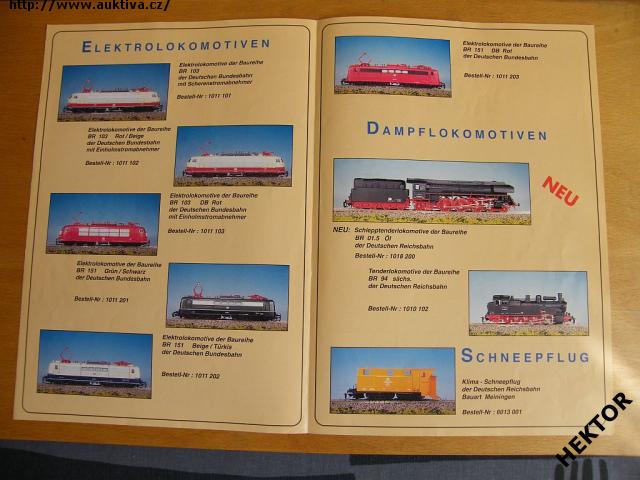 http://www.auktiva.cz/
ELEKTROLOKOMOTIVEN
Elektrolokomotive der Baureihe
BR 103
der Deutschen Bundesbahn
mit Scherenstromabnehmer
Bestell-Nr : 1011 101
Elektrolokomotive der Baureihe
BR 103 Rot / Beige
der Deutschen Bundesbahn
mit Einholmstromabnehmer
Bestell-Nr : 1011 102
Elektrolokomotive der Baureihe
BR 103 DB Rot
der Deutschen Bundesbahn
mit Einholmstromabnehmer
Bestell-Nr : 1011 103
Elektrolokomotive der Baureihe
BR 151 Grün / Schwarz
der Deutschen Bundesbahn
Bestell-Nr : 1011 201
Elektrolokomotive der Baureihe
BR 151 Beige / Türkis
der Deutschen Bundesbahn
Bestell-Nr : 1011 202
Elektrolokomotive der Baureihe
BR 151 DB Rot
der Deutschen Bundesbahn
Bestell-Nr : 1011 203
DAMPFLOKOMOTIVEN
NEU
NEU: Schlepptenderlokomotive der Baureihe
BR 01.5 Öl
der Deutschen Reichsbahn
Bestell-Nr : 1018 200
Tenderlokomotive der Baureihe
BR 94 sächs.
der Deutschen Reichsbahn
Bestell-Nr : 1010 102
SCHNEEPFLUG
Klima - Schneepflug
der Deutschen Reichsbahn
Bauart Meiningen
Bestell-Nr : 6013 001
HEKTOR